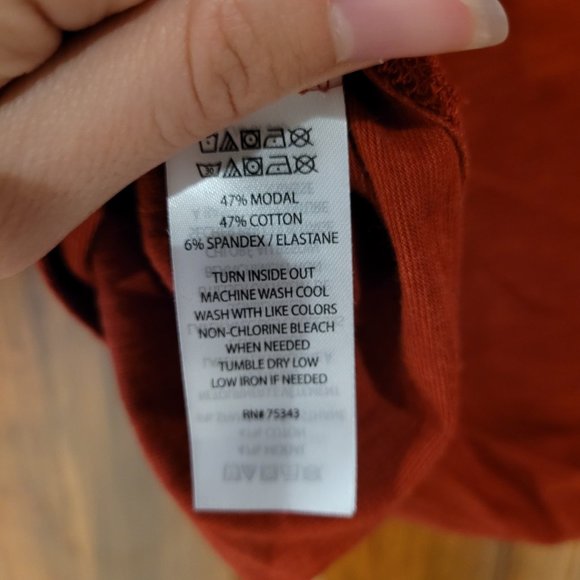 47% MODAL
47% COTTON
6% SPANDEX / ELASTANE
TURN INSIDE OUT
MACHINE WASH COOL
WASH WITH LIKE COLORS
NON-CHLORINE BLEACH
WHEN NEEDED
TUMBLE DRY LOW
LOW IRON IF NEEDED
RN# 75343